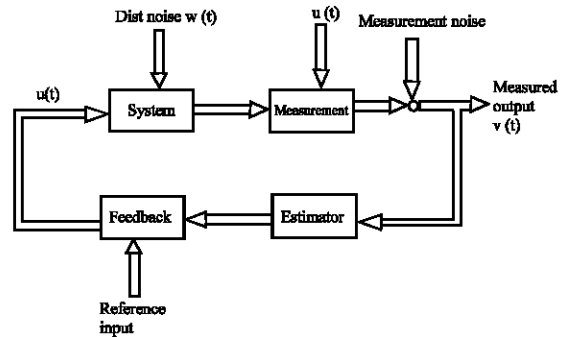 Dist noise w (t)
u (t)
Measurement noise
u(t)
System
Measurement
Measured
output
v (t)
Feedback
Estimator
Reference
input